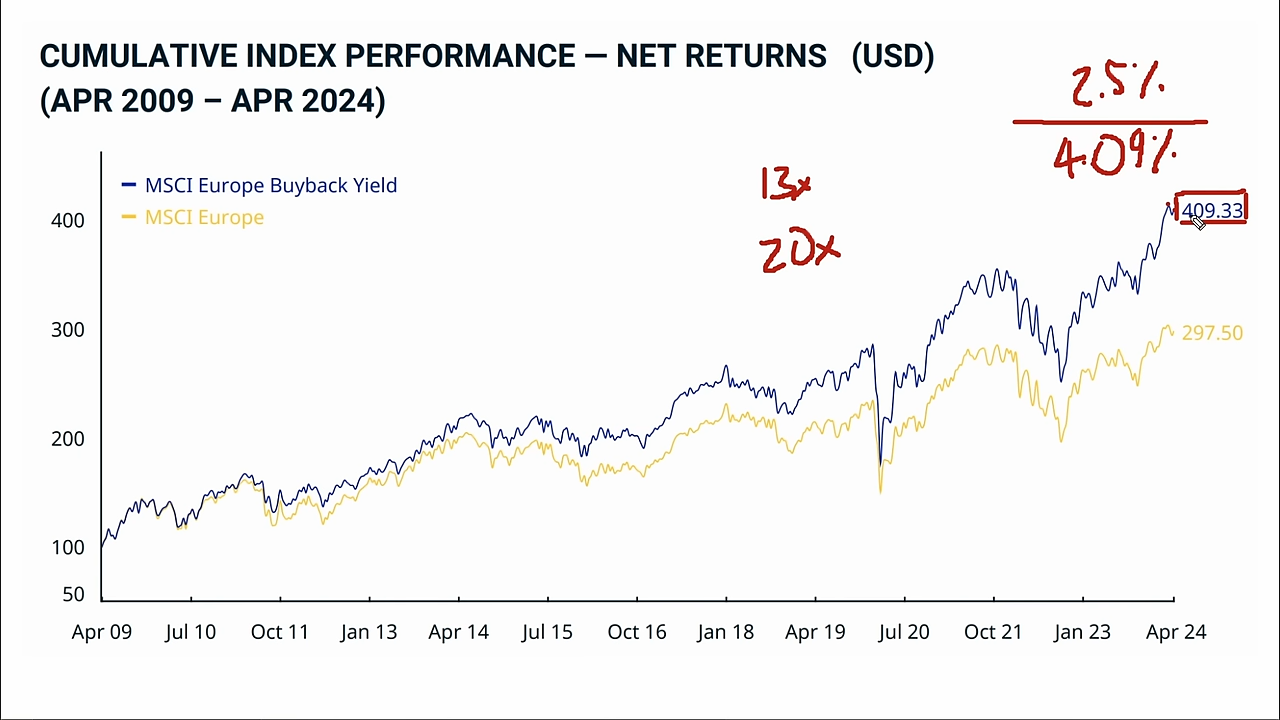 CUMULATIVE INDEX PERFORMANCE — NET RETURNS (USD)
(APR 2009 – APR 2024)
2.5%
4.09%
13x
20x
MSCI Europe Buyback Yield
MSCI Europe
400
300
200
100
50
409.33
297.50
Apr 09 Jul 10 Oct 11 Jan 13 Apr 14 Jul 15 Oct 16 Jan 18 Apr 19 Jul 20 Oct 21 Jan 23 Apr 24